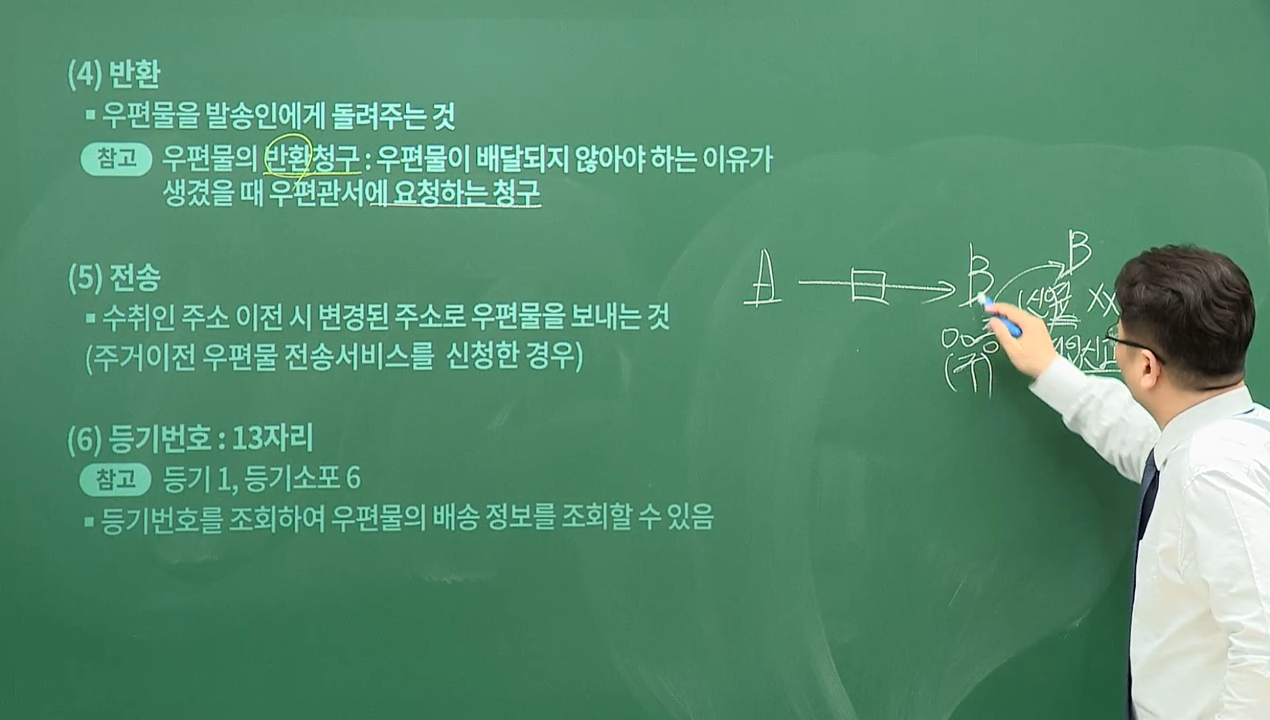 (4) 반환
▪ 우편물을 발송인에게 돌려주는 것
참고 우편물의 반환청구 : 우편물이 배달되지 않아야 하는 이유가
생겼을 때 우편관서에 요청하는 청구
(5) 전송
▪ 수취인 주소 이전 시 변경된 주소로 우편물을 보내는 것
(주거이전 우편물 전송서비스를 신청한 경우)
(6) 등기번호 : 13자리
참고 등기 1, 등기소포 6
▪ 등기번호를 조회하여 우편물의 배송 정보를 조회할 수 있음
A B B
XX
000